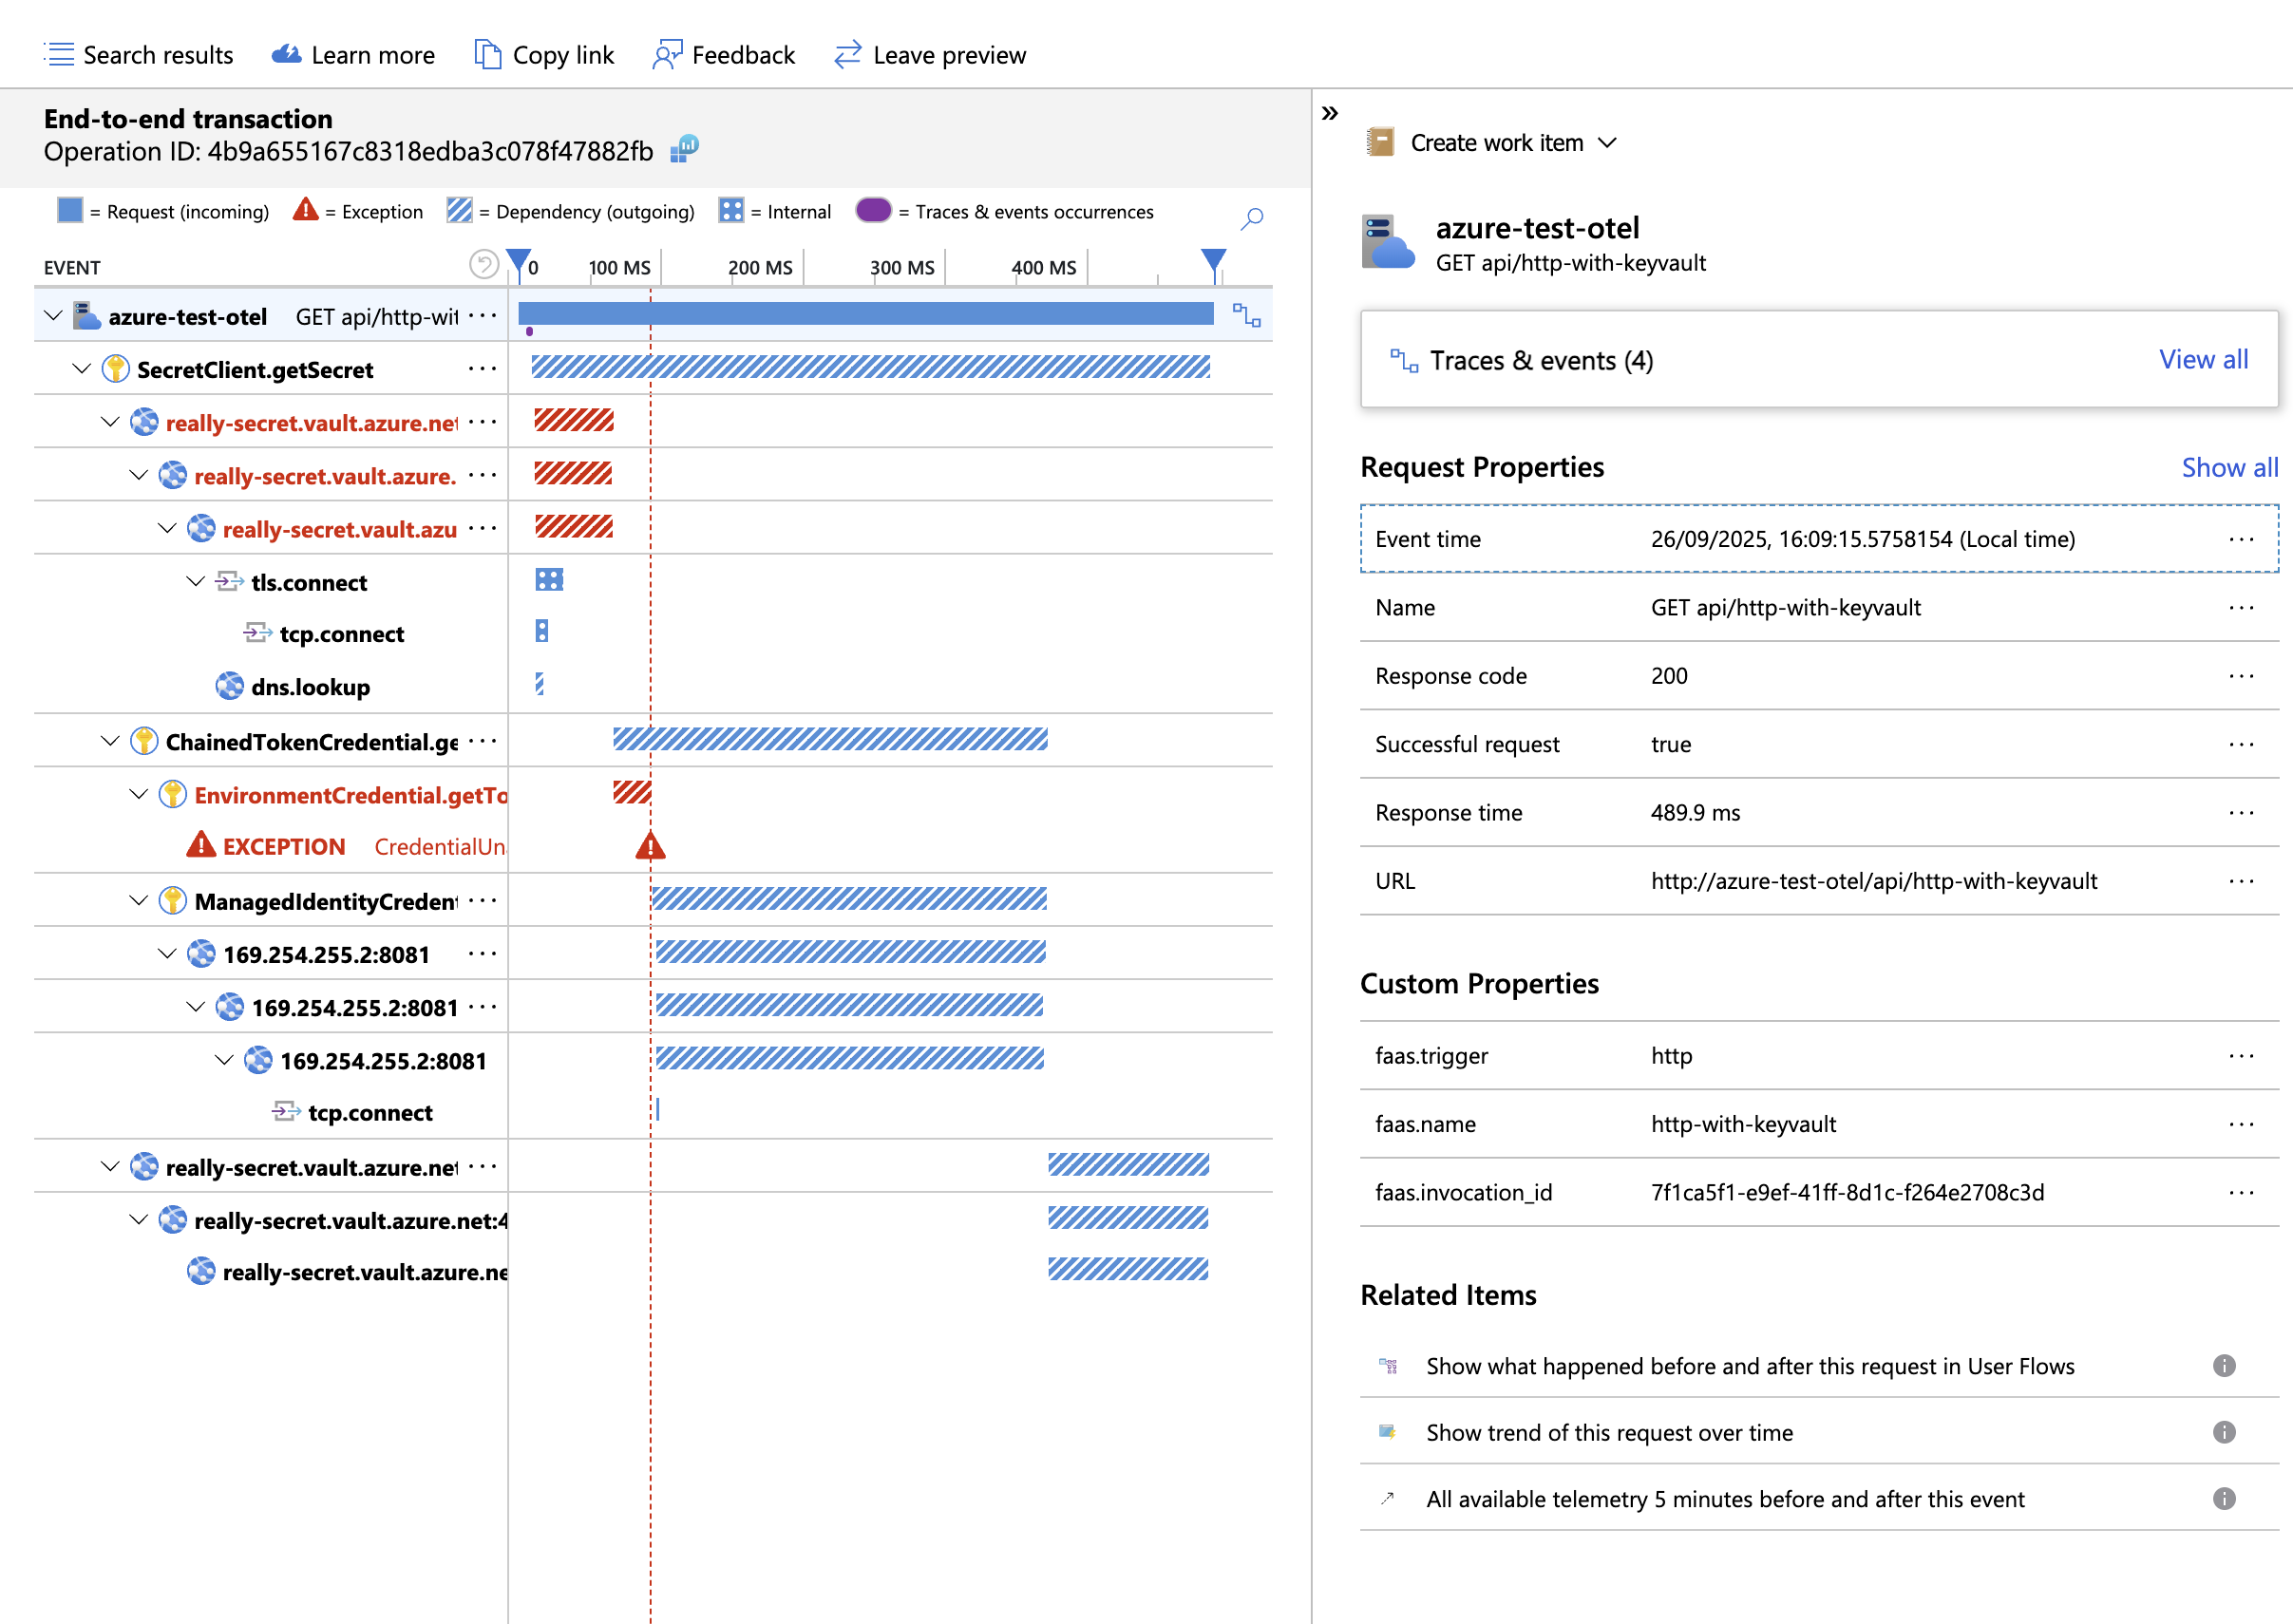 Search results
Learn more
Copy link
Feedback
Leave preview
End-to-end transaction
Operation ID: 4b9a655167c8318edba3c078f47882fb
= Request (incoming)
= Exception
= Dependency (outgoing)
= Internal
= Traces & events occurrences
EVENT
0
100 MS
200 MS
300 MS
400 MS
azure-test-otel GET api/http-wit ...
SecretClient.getSecret ...
really-secret.vault.azure.net ...
really-secret.vault.azure. ...
really-secret.vault.azu ...
tls.connect
tcp.connect
dns.lookup
ChainedTokenCredential.ge ...
EnvironmentCredential.getTo
EXCEPTION CredentialUn
ManagedIdentityCredent ...
169.254.255.2:8081 ...
169.254.255.2:8081 ...
169.254.255.2:8081
tcp.connect
really-secret.vault.azure.net ...
really-secret.vault.azure.net:4
really-secret.vault.azure.ne
Create work item
azure-test-otel
GET api/http-with-keyvault
Traces & events (4) View all
Request Properties Show all
Event time 26/09/2025, 16:09:15.5758154 (Local time) ...
Name GET api/http-with-keyvault ...
Response code 200 ...
Successful request true ...
Response time 489.9 ms ...
URL http://azure-test-otel/api/http-with-keyvault ...
Custom Properties
faas.trigger http ...
faas.name http-with-keyvault ...
faas.invocation_id 7f1ca5f1-e9ef-41ff-8d1c-f264e2708c3d ...
Related Items
Show what happened before and after this request in User Flows
Show trend of this request over time
All available telemetry 5 minutes before and after this event